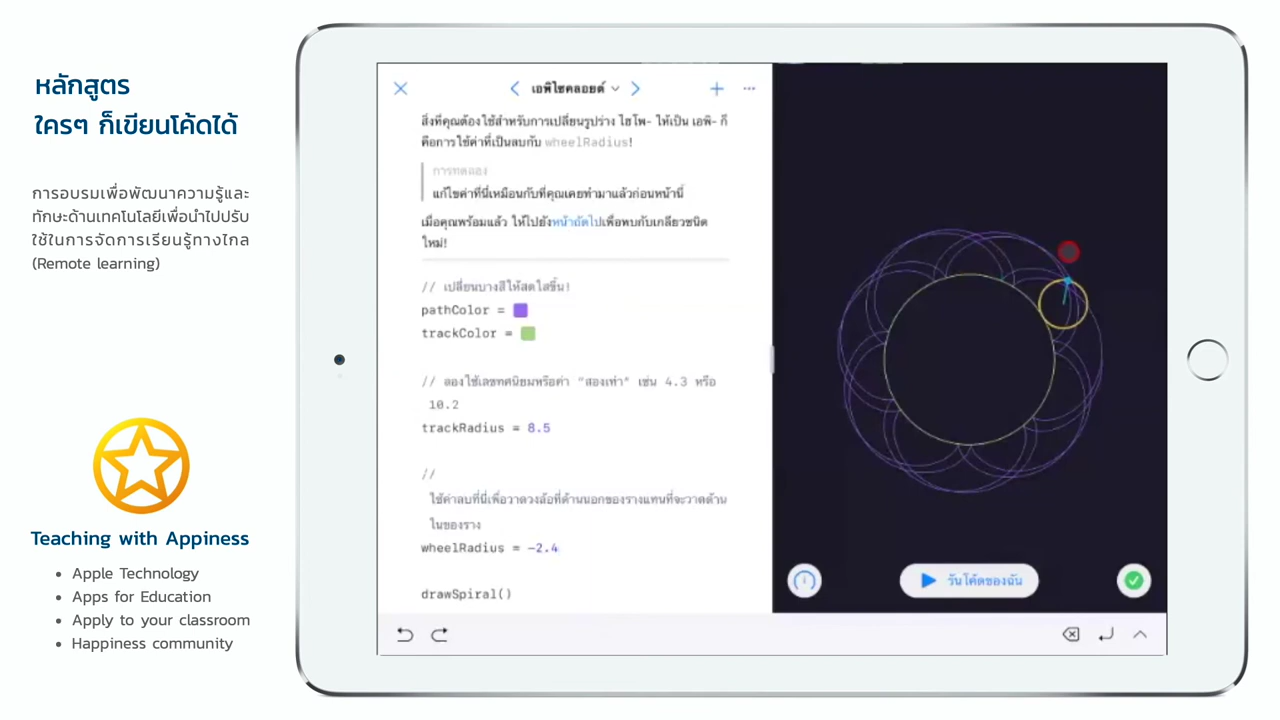 หลักสูตร
ใครๆ ก็เขียนโค้ดได้
การอบรมเพื่อพัฒนาความรู้และ
ทักษะด้านเทคโนโลยีเพื่อนำไปปรับ
ใช้ในการจัดการเรียนรู้ทางไกล
(Remote learning)
Teaching with Appiness
• Apple Technology
• Apps for Education
• Apply to your classroom
• Happiness community
เอพิไซคลอยด์
สิ่งที่คุณต้องใช้สำหรับการเปลี่ยนรูปร่าง ไฮโพ- ให้เป็น เอพิ- ก็
คือการใช้ค่าที่เป็นลบกับ wheelRadius!
การทดลอง
แก้ไขค่าที่นี่เหมือนกับที่คุณเคยทำมาแล้วก่อนหน้านี้
เมื่อคุณพร้อมแล้ว ให้ไปยังหน้าถัดไปเพื่อพบกับเกลียวชนิด
ใหม่!
// เปลี่ยนบางสีให้สดใสขึ้น!
pathColor =
trackColor =
// ลองใช้เลขทศนิยมหรือค่า "สองเท่า" เช่น 4.3 หรือ
10.2
trackRadius = 8.5
//
ใช้ค่าลบที่นี่เพื่อวาดวงล้อที่ด้านนอกของรางแทนที่จะวาดด้าน
ในของราง
wheelRadius = -2.4
drawSpiral()
รันโค้ดของฉัน